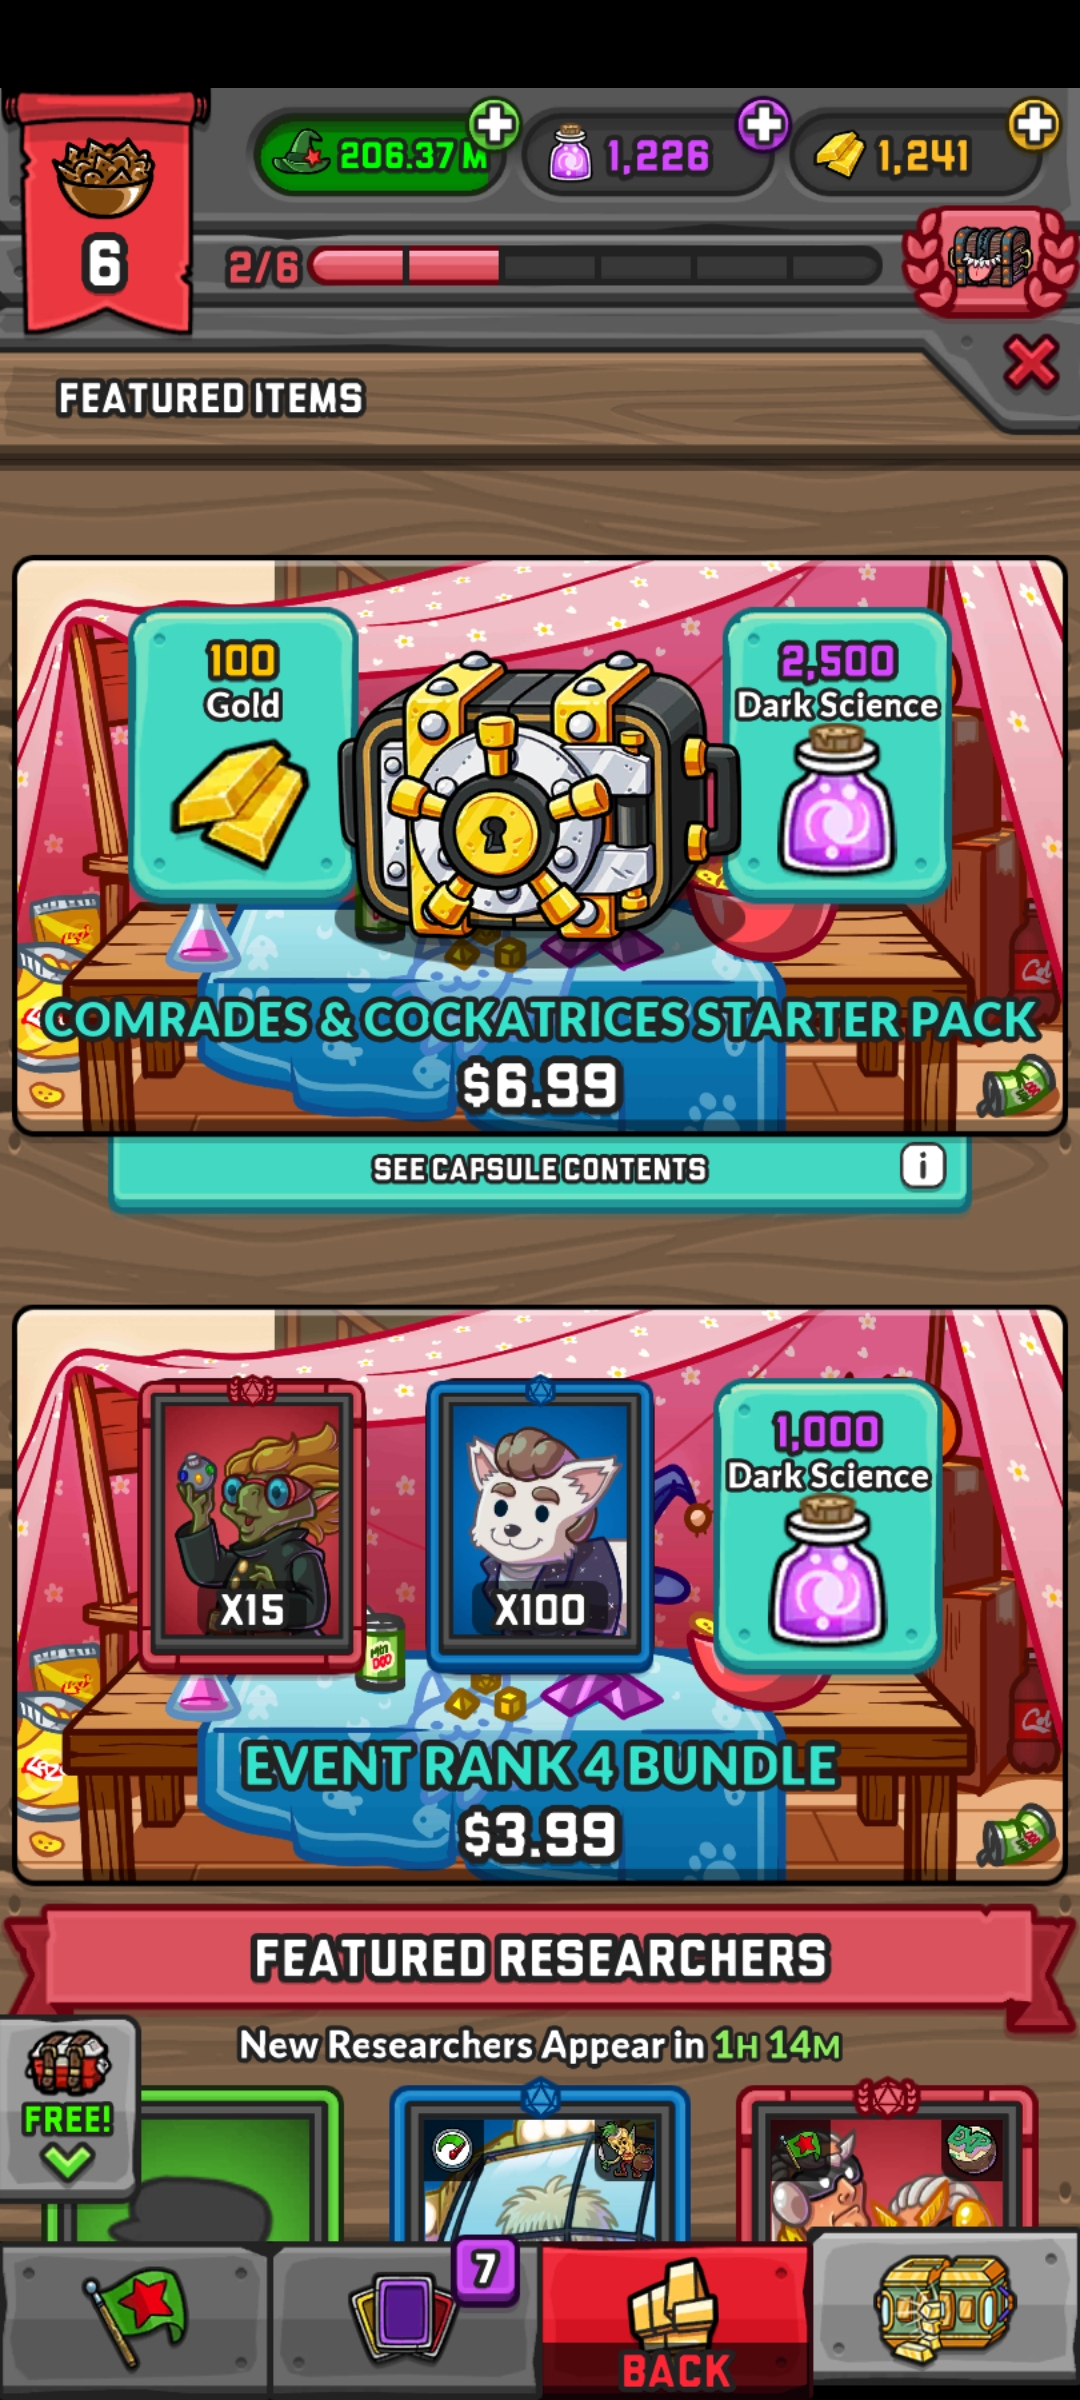 206.37 M
1,226
1,241
6
2/6
FEATURED ITEMS
100
Gold
2,500
Dark Science
COMRADES & COCKATRICES STARTER PACK
$6.99
SEE CAPSULE CONTENTS
i
X15
X100
1,000
Dark Science
EVENT RANK 4 BUNDLE
$3.99
FEATURED RESEARCHERS
New Researchers Appear in 1H 14M
FREE!
EXP
7
BACK